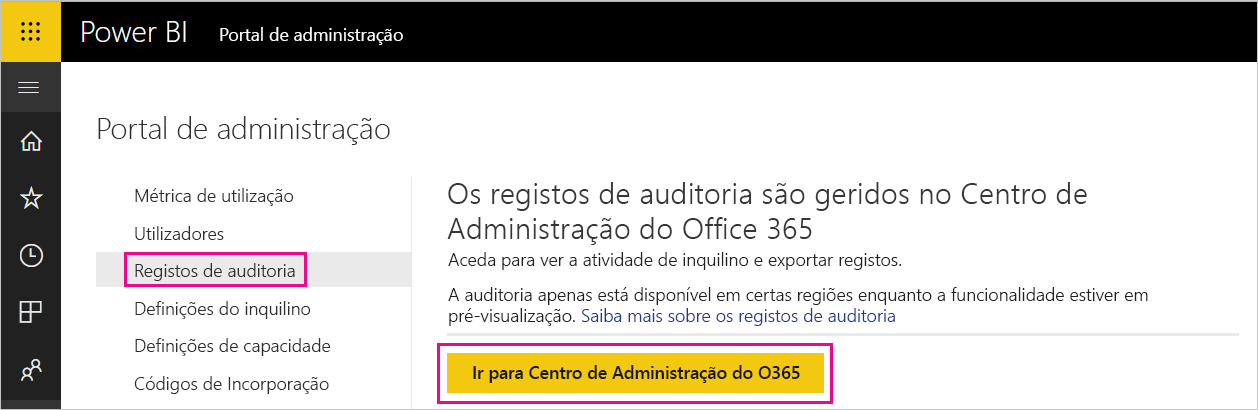 Power BI Portal de administração
Portal de administração
Métrica de utilização
Utilizadores
Registos de auditoria
Definições do inquilino
Definições de capacidade
Códigos de Incorporação
Os registos de auditoria são geridos no Centro de
Administração do Office 365
Aceda para ver a atividade de inquilino e exportar registos.
A auditoria apenas está disponível em certas regiões enquanto a funcionalidade estiver em
pré-visualização. Saiba mais sobre os registos de auditoria
Ir para Centro de Administração do O365